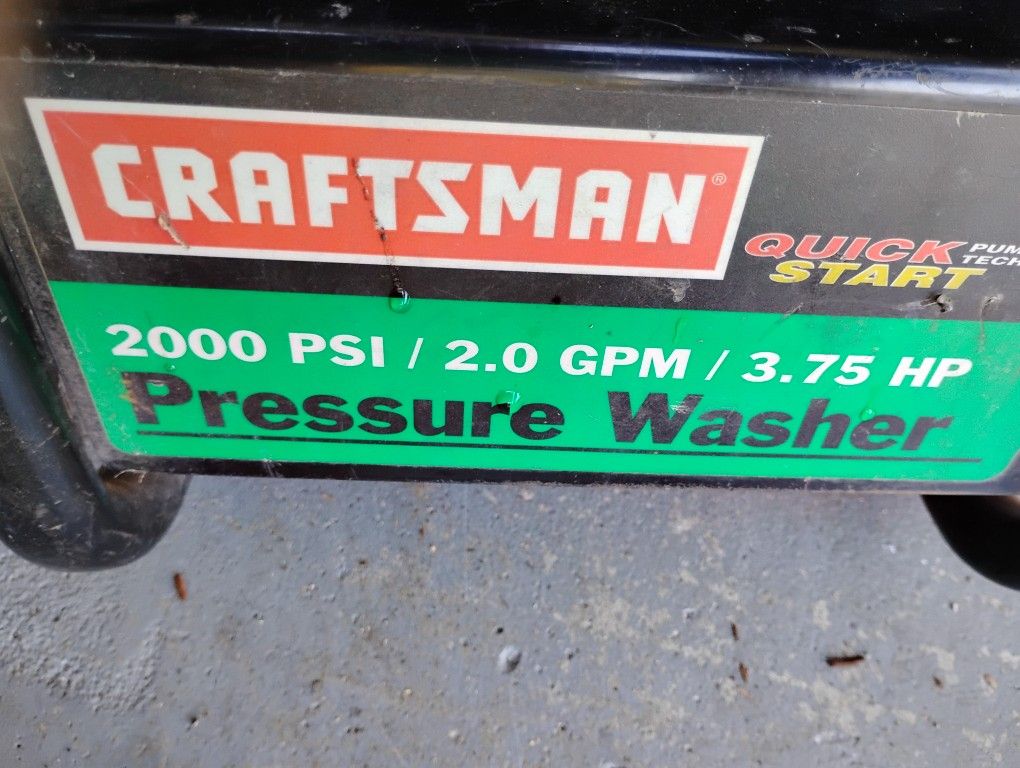 CRAFTSMAN®
QUICK
START
2000 PSI / 2.0 GPM / 3.75 HP
Pressure Washer